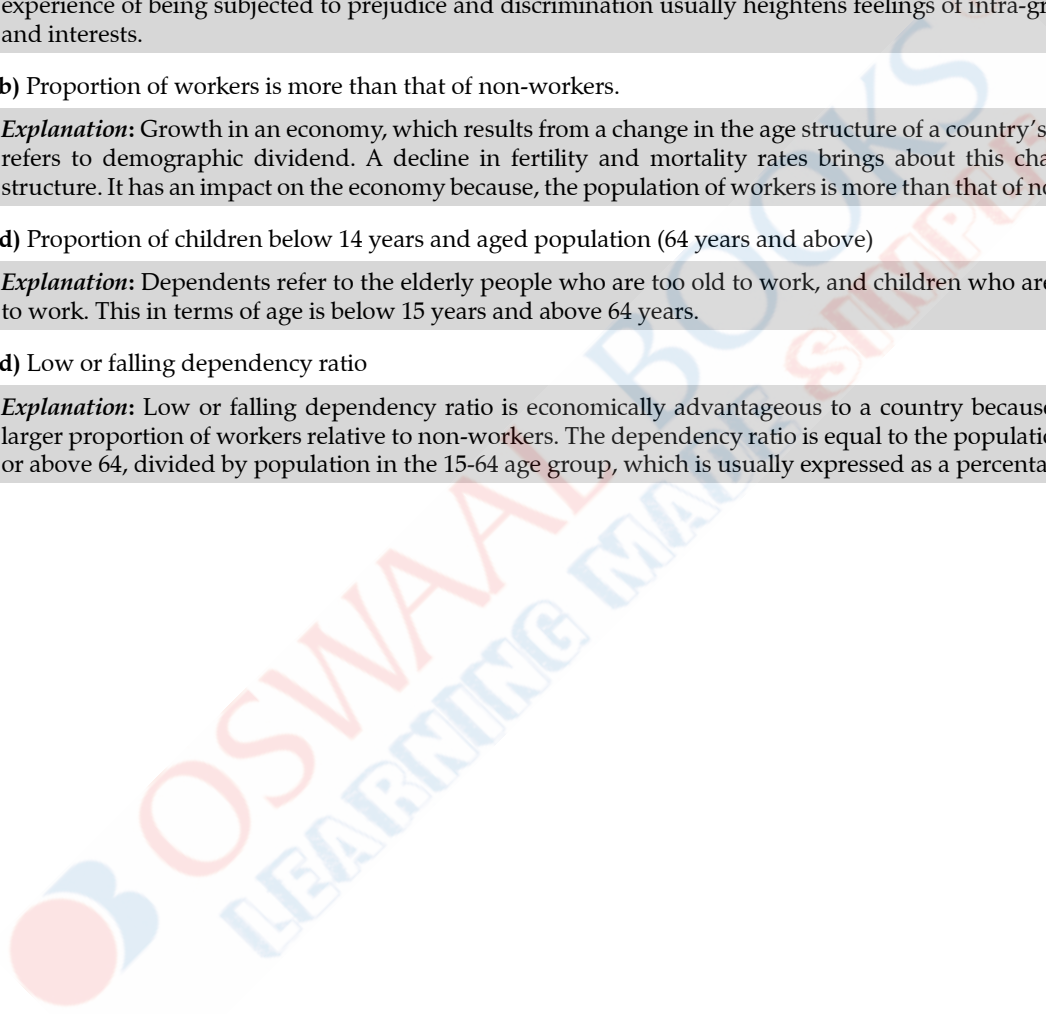 experience of being subjected to prejudice and discrimination usually heightens feelings of intra-gr
and interests.
b) Proportion of workers is more than that of non-workers.
Explanation: Growth in an economy, which results from a change in the age structure of a country's
refers to demographic dividend. A decline in fertility and mortality rates brings about this cha
structure. It has an impact on the economy because, the population of workers is more than that of no
d) Proportion of children below 14 years and aged population (64 years and above)
Explanation: Dependents refer to the elderly people who are too old to work, and children who are
to work. This in terms of age is below 15 years and above 64 years.
d) Low or falling dependency ratio
Explanation: Low or falling dependency ratio is economically advantageous to a country because
larger proportion of workers relative to non-workers. The dependency ratio is equal to the populatio
or above 64, divided by population in the 15-64 age group, which is usually expressed as a percenta
OSWAAL BOOKS
LEARNING MADE SIMPLE